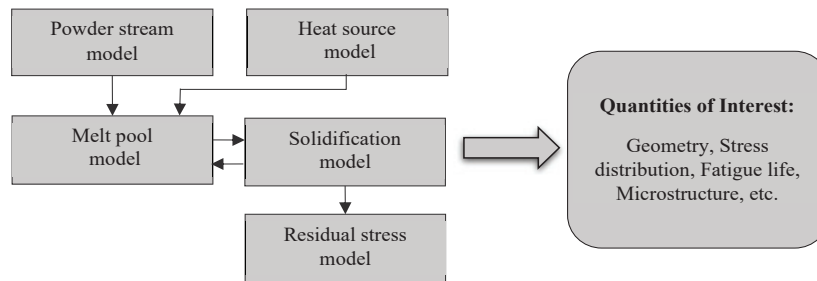 Powder stream
model
Heat source
model
Melt pool
model
Solidification
model
Residual stress
model
Quantities of Interest:
Geometry, Stress
distribution, Fatigue life,
Microstructure, etc.